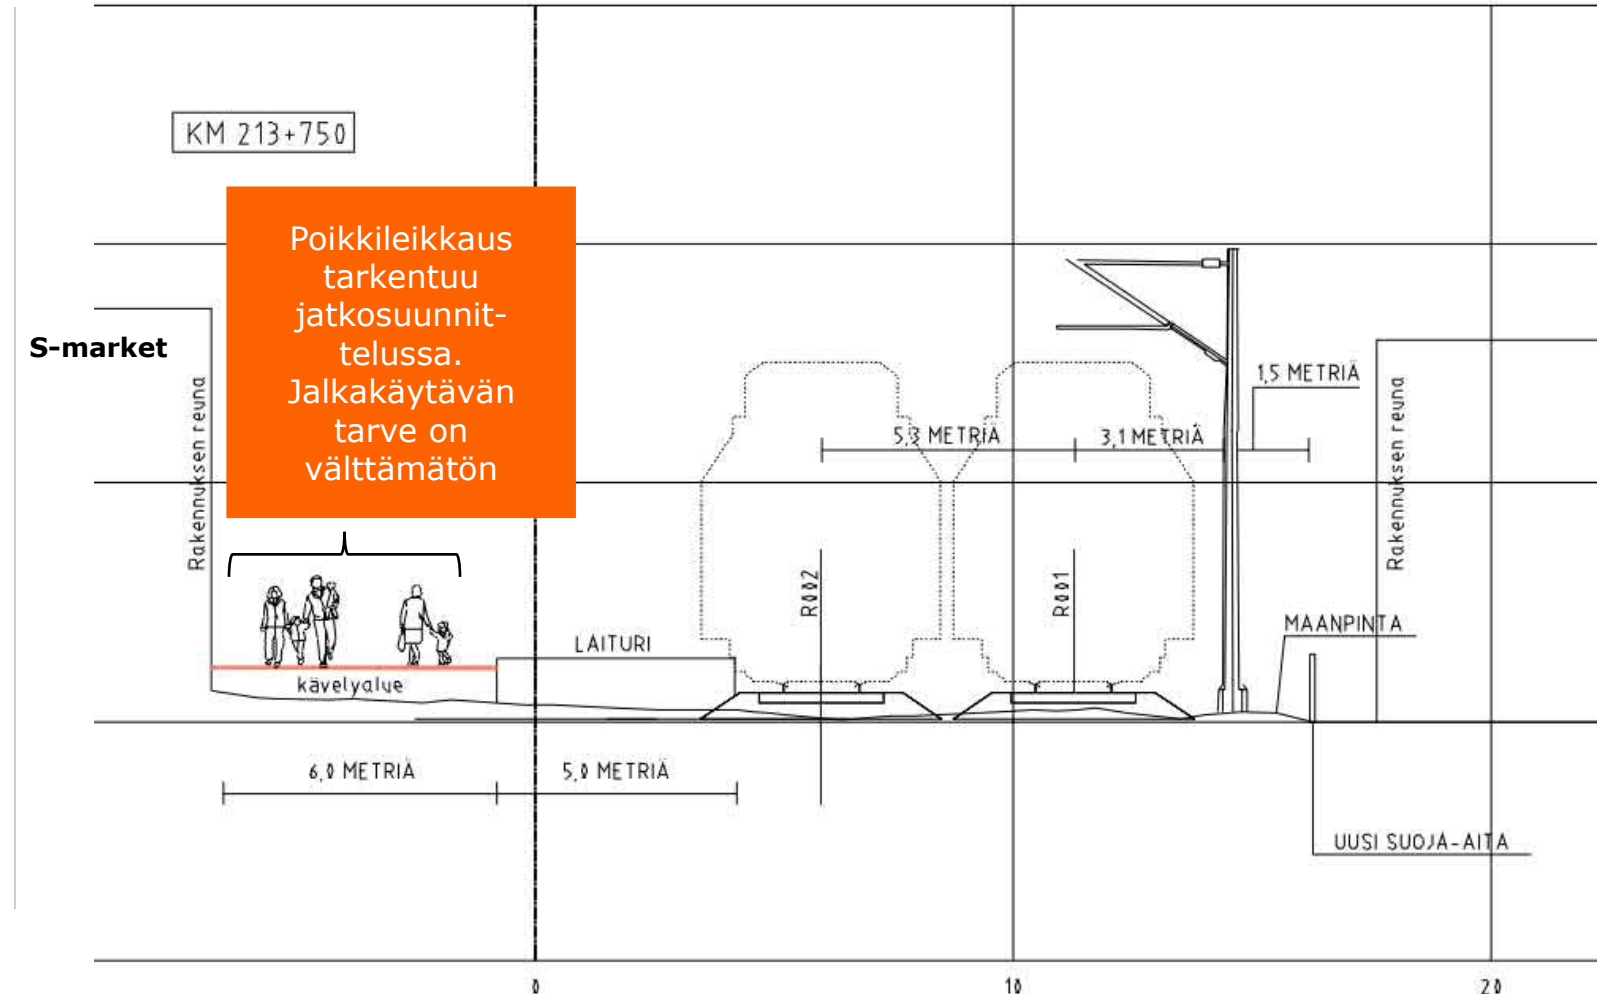 KM 213+750
Poikkileikkaus
tarkentuu
jatkosuunnit-
telussa.
Jalkakäytävän
tarve on
välttämätön
S-market
Rakennuksen reuna
1,5 METRIÄ
5,3 METRIÄ
3,1 METRIÄ
Rakennuksen reuna
R002
R001
MAANPINTA
LAITURI
kävelyalue
6,0 METRIÄ
5,0 METRIÄ
UUSI SUOJA-AITA
0
10
20